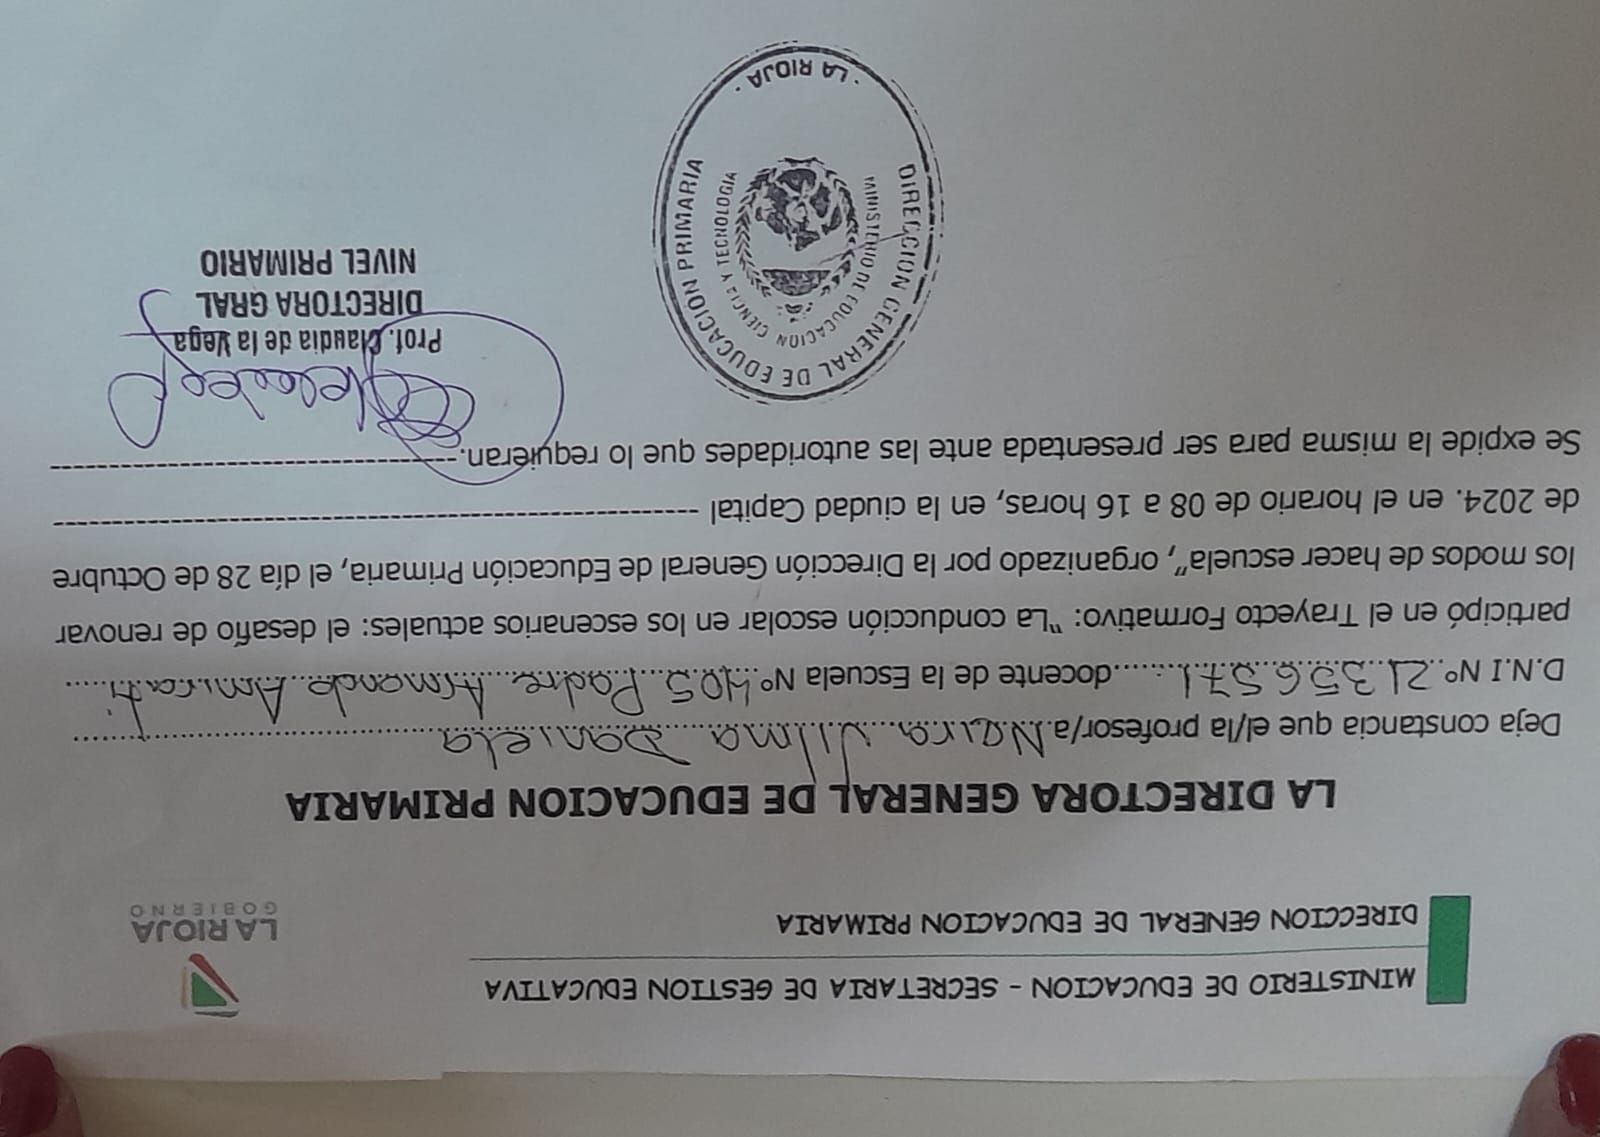 MINISTERIO DE EDUCACION - SECRETARIA DE GESTION EDUCATIVA
DIRECCION GENERAL DE EDUCACION PRIMARIA
LA RIOJA
GOBIERNO
LA DIRECTORA GENERAL DE EDUCACION PRIMARIA
Deja constancia que el/la profesor/a Naira Vilma Daniela
D.N.I Nº 21.356.571 docente de la Escuela Nº 405 Padre Armando Amirati
participó en el Trayecto Formativo: "La conducción escolar en los escenarios actuales: el desafío de renovar
los modos de hacer escuela", organizado por la Dirección General de Educación Primaria, el día 28 de Octubre
de 2024. en el horario de 08 a 16 horas, en la ciudad Capital
Se expide la misma para ser presentada ante las autoridades que lo requieran.
DIRECCION GENERAL DE EDUCACION PRIMARIA
MINISTERIO DE EDUCACION CIENCIA Y TECNOLOGIA
· LA RIOJA ·
Prof. Claudia de la Vega
DIRECTORA GRAL
NIVEL PRIMARIO